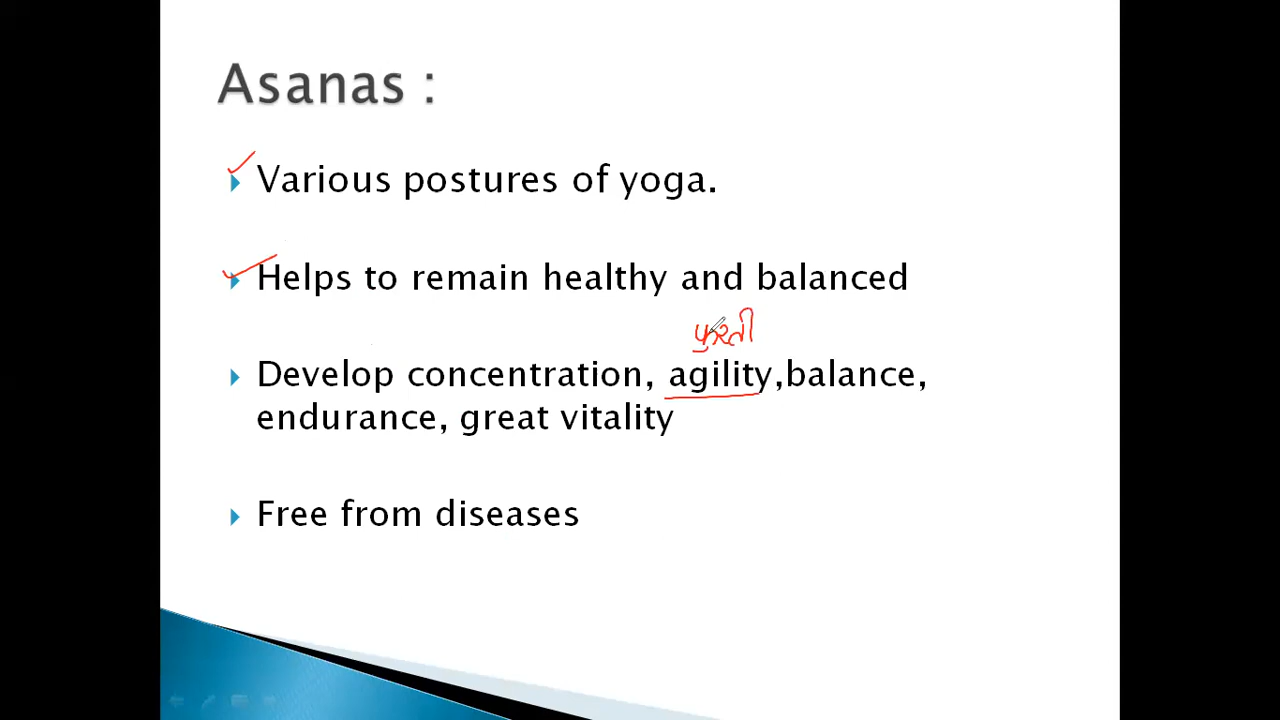 Asanas :
Various postures of yoga.
Helps to remain healthy and balanced
ફુરતી
Develop concentration, agility,balance,
endurance, great vitality
Free from diseases